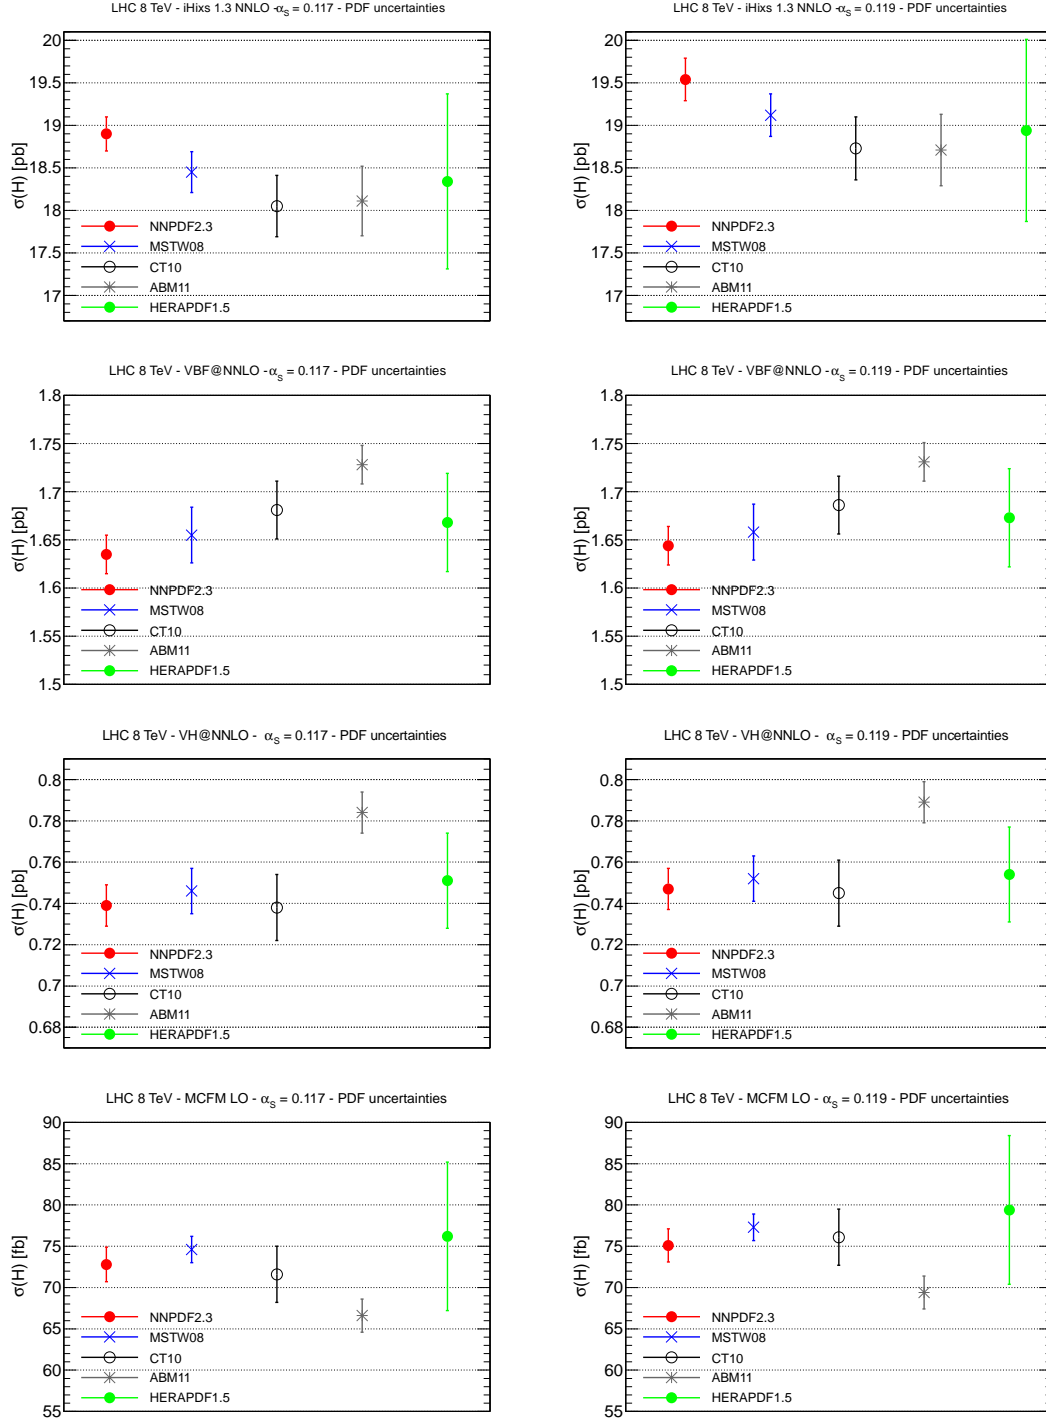 LHC 8 TeV - iHixs 1.3 NNLO -α_S = 0.117 - PDF uncertainties
σ(H) [pb]
20
19.5
19
18.5
18
17.5
17
NNPDF2.3
MSTW08
CT10
ABM11
HERAPDF1.5
LHC 8 TeV - iHixs 1.3 NNLO -α_S = 0.119 - PDF uncertainties
σ(H) [pb]
20
19.5
19
18.5
18
17.5
17
NNPDF2.3
MSTW08
CT10
ABM11
HERAPDF1.5
LHC 8 TeV - VBF@NNLO -α_S = 0.117 - PDF uncertainties
σ(H) [pb]
1.8
1.75
1.7
1.65
1.6
1.55
1.5
NNPDF2.3
MSTW08
CT10
ABM11
HERAPDF1.5
LHC 8 TeV - VBF@NNLO -α_S = 0.119 - PDF uncertainties
σ(H) [pb]
1.8
1.75
1.7
1.65
1.6
1.55
1.5
NNPDF2.3
MSTW08
CT10
ABM11
HERAPDF1.5
LHC 8 TeV - VH@NNLO - α_S = 0.117 - PDF uncertainties
σ(H) [pb]
0.8
0.78
0.76
0.74
0.72
0.7
0.68
NNPDF2.3
MSTW08
CT10
ABM11
HERAPDF1.5
LHC 8 TeV - VH@NNLO - α_S = 0.119 - PDF uncertainties
σ(H) [pb]
0.8
0.78
0.76
0.74
0.72
0.7
0.68
NNPDF2.3
MSTW08
CT10
ABM11
HERAPDF1.5
LHC 8 TeV - MCFM LO - α_S = 0.117 - PDF uncertainties
σ(H) [fb]
90
85
80
75
70
65
60
55
NNPDF2.3
MSTW08
CT10
ABM11
HERAPDF1.5
LHC 8 TeV - MCFM LO - α_S = 0.119 - PDF uncertainties
σ(H) [fb]
90
85
80
75
70
65
60
55
NNPDF2.3
MSTW08
CT10
ABM11
HERAPDF1.5